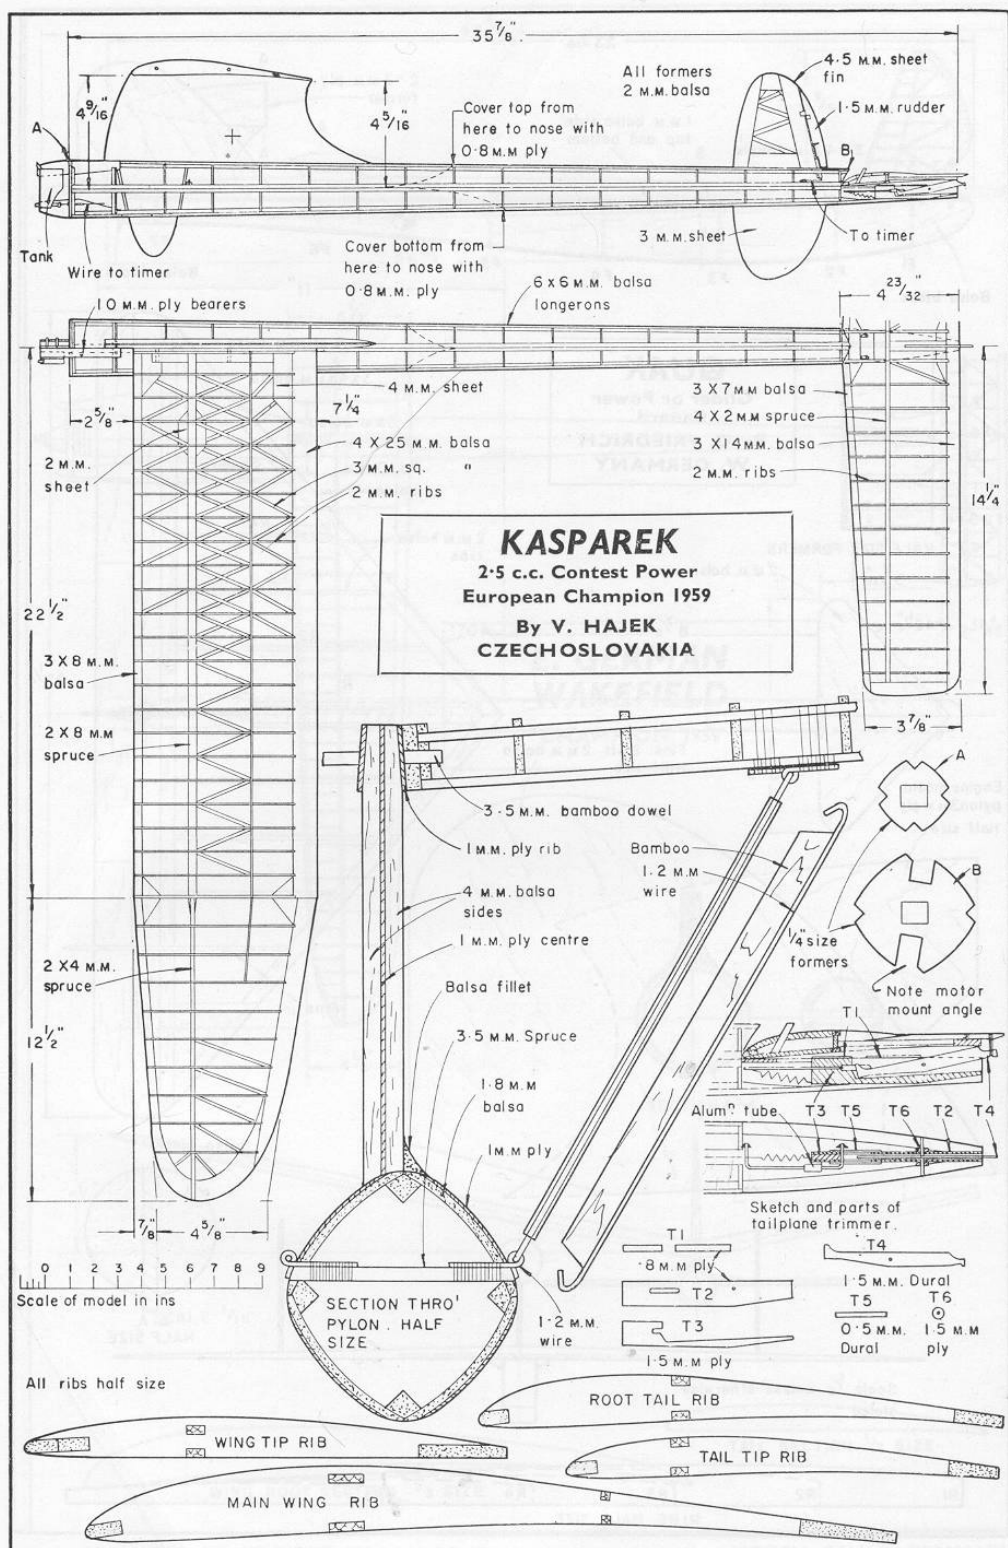 35 7/8".
All formers
2 M.M. balsa
4·5 M.M. sheet
fin
1·5 M.M. rudder
4 9/16"
4 5/16"
A
Cover top from
here to nose with
0·8 M.M ply
B
Tank
Wire to timer
Cover bottom from
here to nose with
0·8 M.M. ply
3 M.M. sheet
To timer
10 M.M. ply bearers
6 X 6 M.M. balsa
longerons
4 23/32"
2 5/8"
7 1/4"
4 M.M. sheet
4 X 25 M.M. balsa
3 M.M. sq. "
2 M.M. ribs
2 M.M.
sheet
3 X 7 M.M balsa
4 X 2 M.M spruce
3 X 14 M.M. balsa
2 M.M. ribs
14 1/4"
KASPAREK
2·5 c.c. Contest Power
European Champion 1959
By V. HAJEK
CZECHOSLOVAKIA
22 1/2"
3 X 8 M.M.
balsa
2 X 8 M.M
spruce
3 7/8"
3·5 M.M. bamboo dowel
1 M.M. ply rib
4 M.M. balsa
sides
1 M.M. ply centre
Balsa fillet
3·5 M.M. Spruce
1·8 M.M
balsa
1 M.M ply
Bamboo
1·2 M.M
wire
A
B
1/4" size
formers
Note motor
mount angle
2 X 4 M.M.
spruce
12 1/2"
7/8"
4 5/8"
T1
Alumn tube
T3 T5 T6 T2 T4
Sketch and parts of
tailplane trimmer.
T1
·8 M.M ply
T2
T3
1·5 M.M ply
T4
1·5 M.M. Dural
T5
0·5 M.M.
Dural
T6
1·5 M.M
ply
0 1 2 3 4 5 6 7 8 9
Scale of model in ins
SECTION THRO'
PYLON. HALF
SIZE
1·2 M.M.
wire
All ribs half size
ROOT TAIL RIB
WING TIP RIB
TAIL TIP RIB
MAIN WING RIB